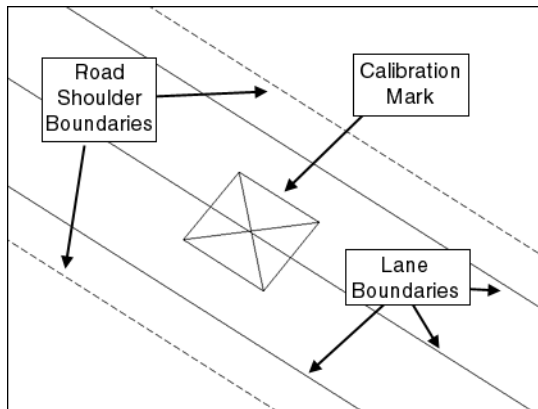 Road
Shoulder
Boundaries
Calibration
Mark
Lane
Boundaries